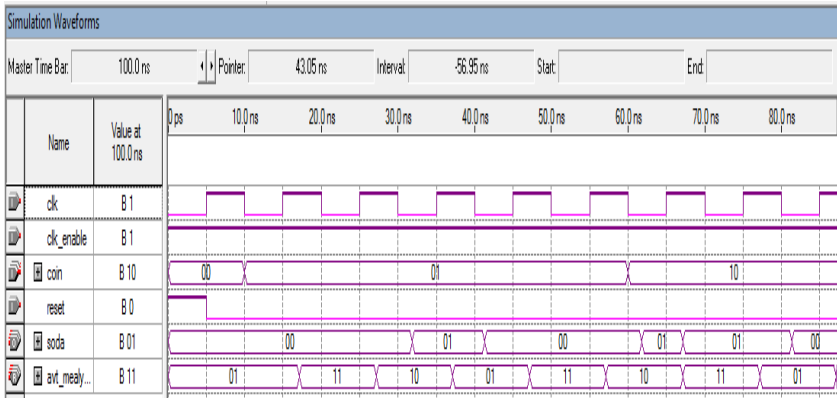 Simulation Waveforms
Master Time Bar: 100.0 ns Pointer: 43.05 ns Interval: -56.95 ns Start: End:
Name Value at 100.0 ns 0 ps 10.0 ns 20.0 ns 30.0 ns 40.0 ns 50.0 ns 60.0 ns 70.0 ns 80.0 ns
clk B 1
clk_enable B 1
coin B 10 00 01 10
reset B 0
soda B 01 00 01 00 01 01 00
avt_mealy... B 11 01 11 10 01 11 10 11 01